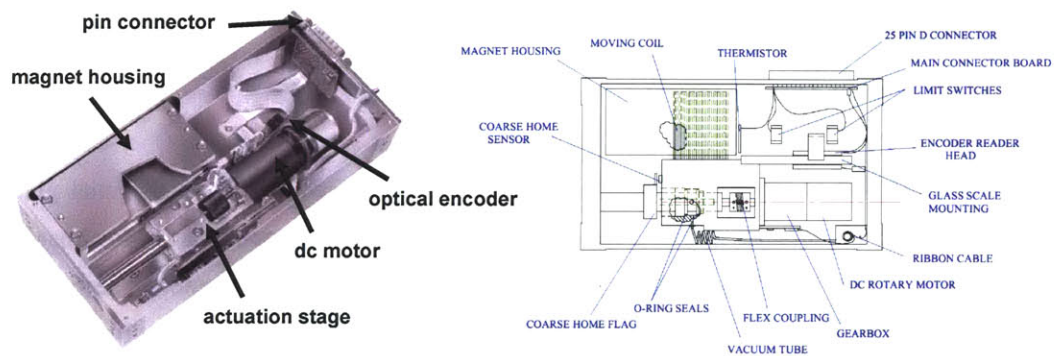 pin connector
magnet housing
optical encoder
dc motor
actuation stage
25 PIN D CONNECTOR
MOVING COIL
THERMISTOR
MAGNET HOUSING
MAIN CONNECTOR BOARD
LIMIT SWITCHES
COARSE HOME
SENSOR
ENCODER READER
HEAD
GLASS SCALE
MOUNTING
RIBBON CABLE
O-RING SEALS
DC ROTARY MOTOR
COARSE HOME FLAG
FLEX COUPLING
GEARBOX
VACUUM TUBE